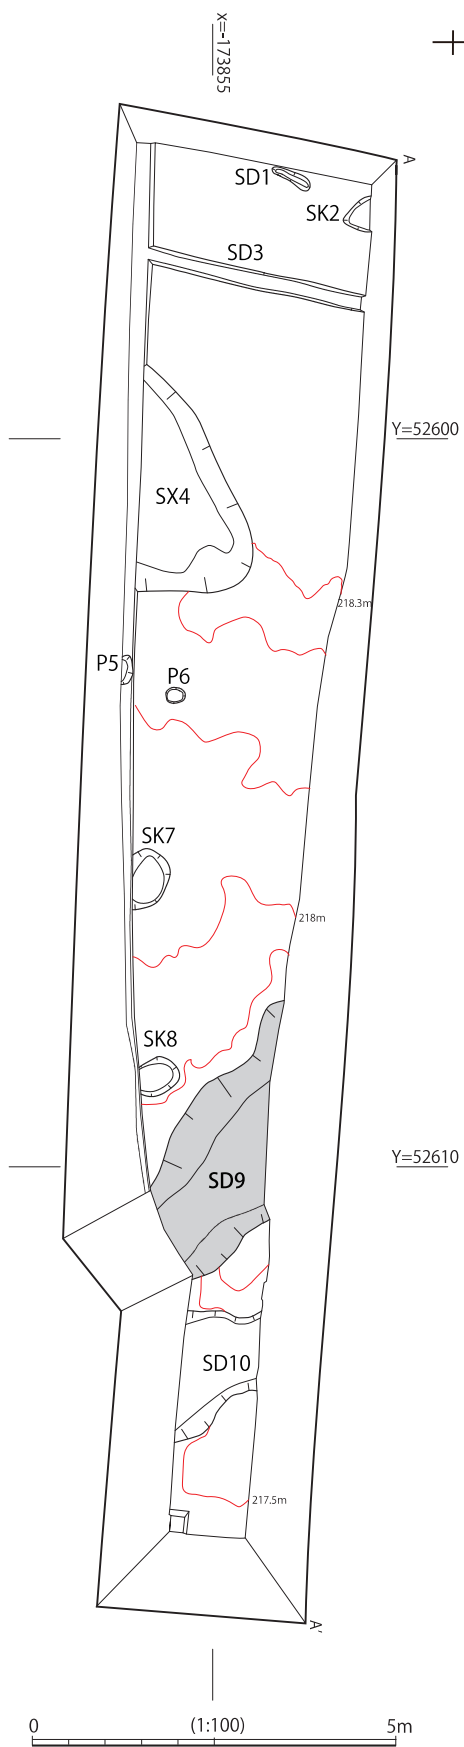 x=-173855
A
SD1
SK2
SD3
Y=52600
SX4
218.3m
P5
P6
SK7
218m
SK8
Y=52610
SD9
SD10
217.5m
A'
0 (1:100) 5m